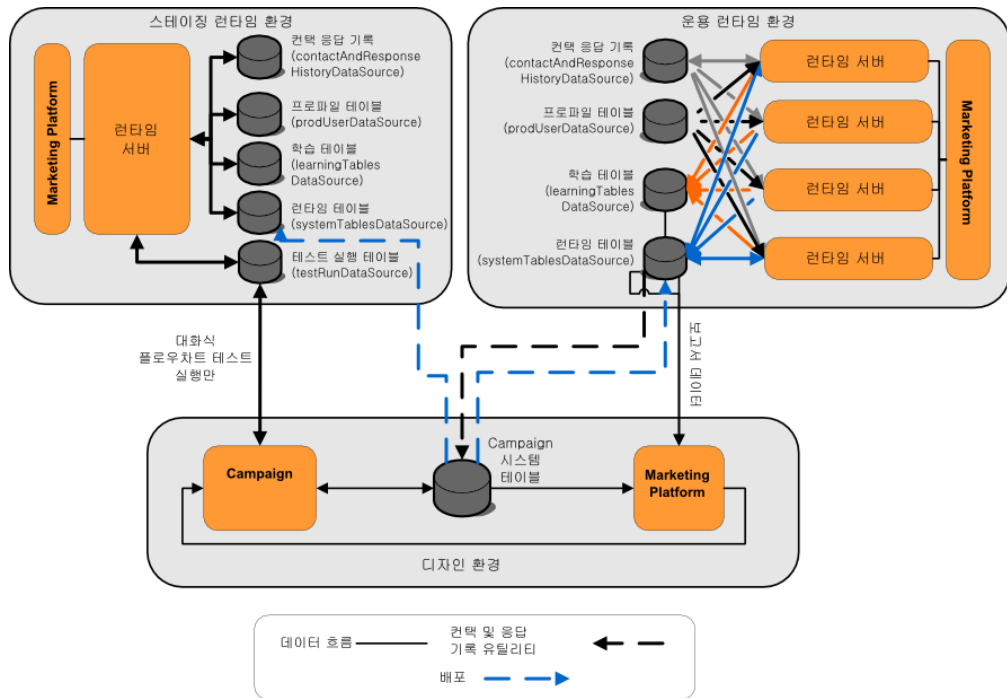 스테이징 런타임 환경
Marketing Platform
런타임
서버
컨택 응답 기록
(contactAndResponse
HistoryDataSource)
프로파일 테이블
(prodUserDataSource)
학습 테이블
(learningTables
DataSource)
런타임 테이블
(systemTablesDataSource)
테스트 실행 테이블
(testRunDataSource)
운용 런타임 환경
컨택 응답 기록
(contactAndResponse
HistoryDataSource)
프로파일 테이블
(prodUserDataSource)
학습 테이블
(learningTables
DataSource)
런타임 테이블
(systemTablesDataSource)
런타임 서버
런타임 서버
런타임 서버
런타임 서버
Marketing Platform
대화식
플로우차트 테스트
실행만
보고서 데이터
Campaign
Campaign
시스템
테이블
Marketing
Platform
디자인 환경
데이터 흐름
컨택 및 응답
기록 유틸리티
배포